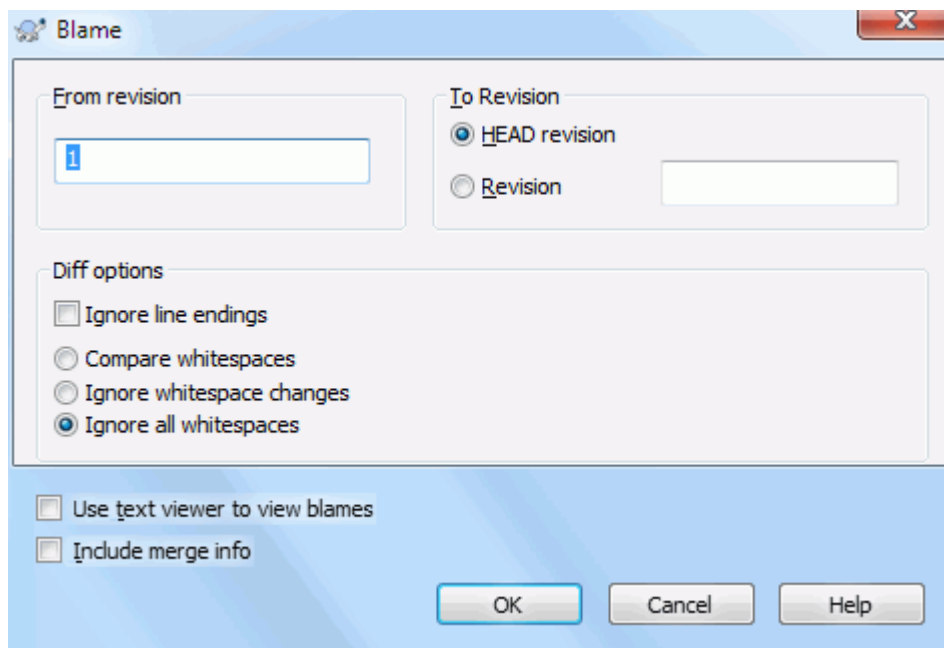 Blame
From revision
1
To Revision
HEAD revision
Revision
Diff options
Ignore line endings
Compare whitespaces
Ignore whitespace changes
Ignore all whitespaces
Use text viewer to view blames
Include merge info
OK Cancel Help